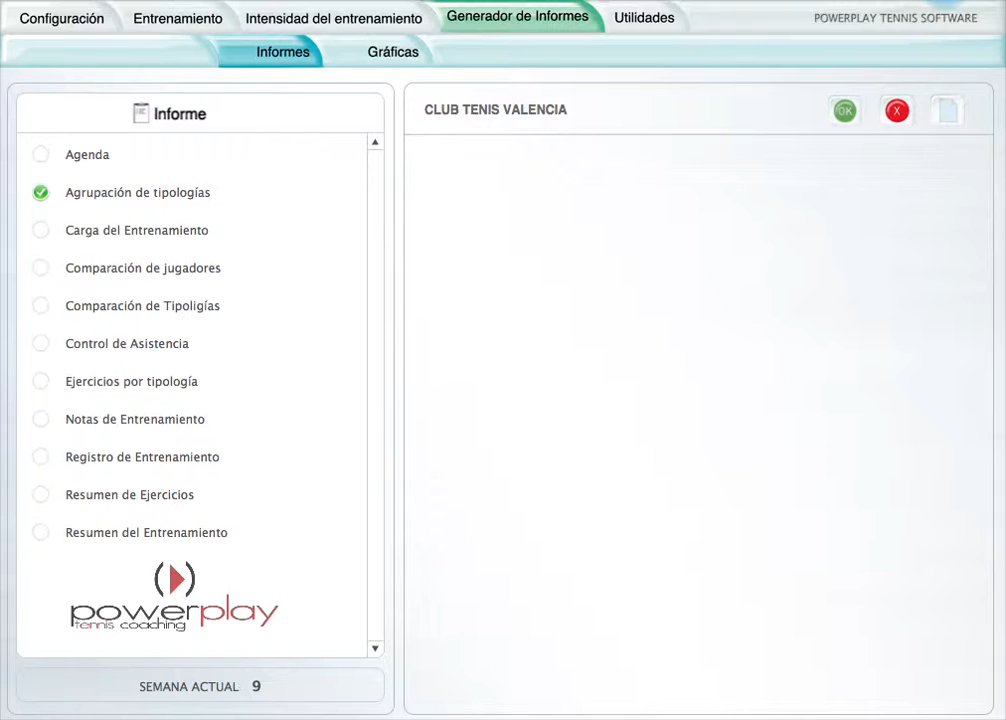 Configuración
Entrenamiento
Intensidad del entrenamiento
Generador de Informes
Utilidades
POWERPLAY TENNIS SOFTWARE
Informes
Gráficas
Informe
CLUB TENIS VALENCIA
OK
X
Agenda
Agrupación de tipologías
Carga del Entrenamiento
Comparación de jugadores
Comparación de Tipoligías
Control de Asistencia
Ejercicios por tipología
Notas de Entrenamiento
Registro de Entrenamiento
Resumen de Ejercicios
Resumen del Entrenamiento
powerplay
tennis coaching
SEMANA ACTUAL 9